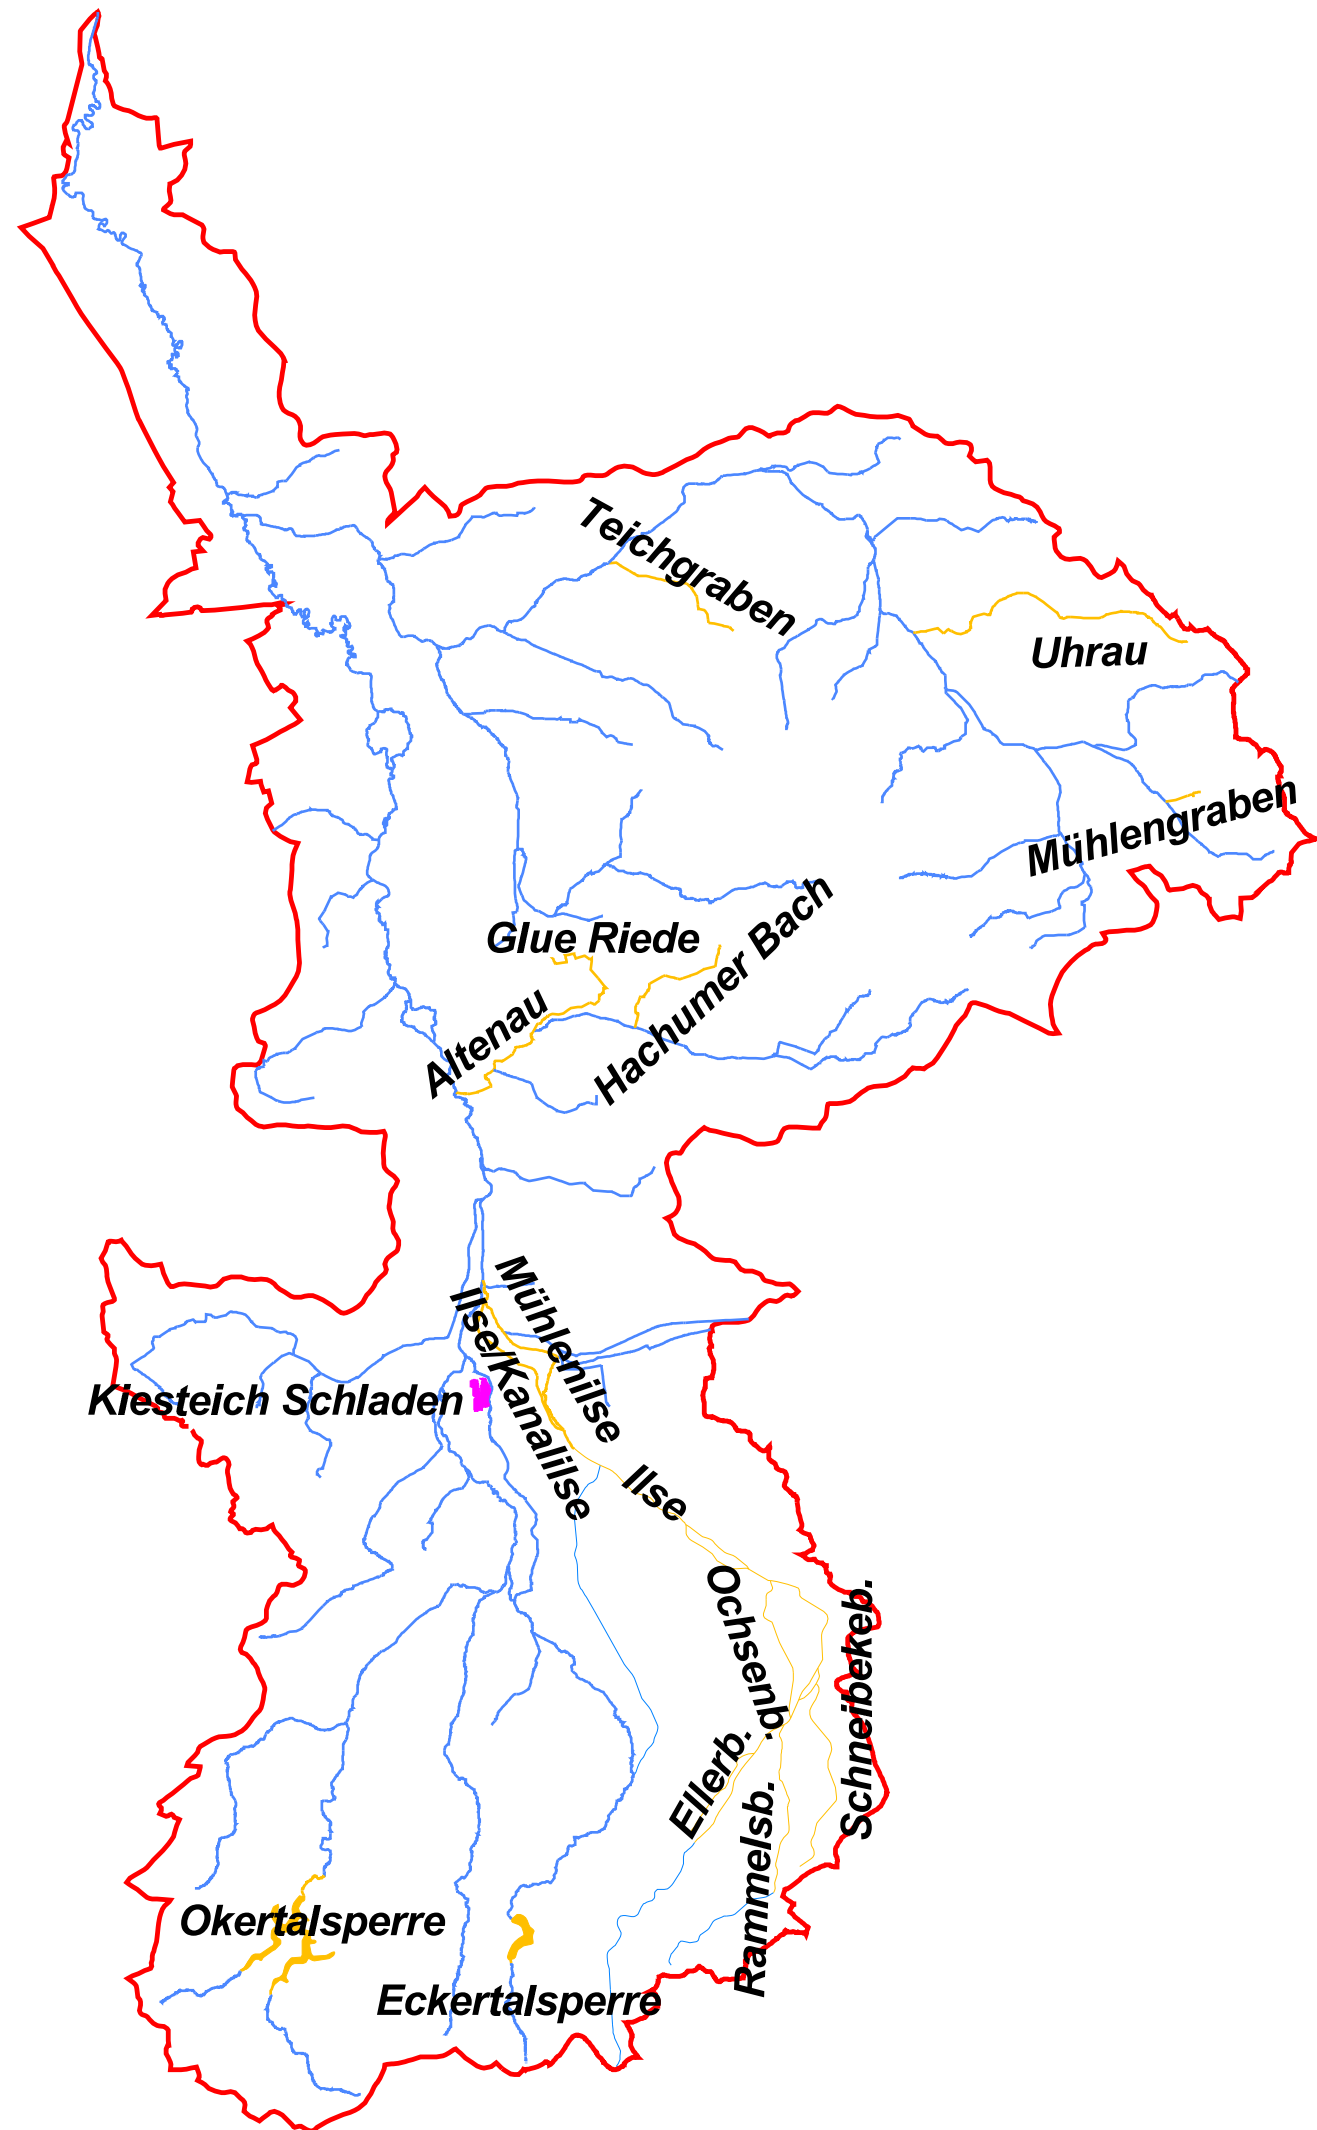 Teichgraben
Uhrau
Mühlengraben
Glue Riede
Hachumer Bach
Altenau
Mühlenilse
Ilse/Kanalilse
Kiesteich Schladen
Ilse
Ochsenb.
Schneibekeb.
Ellerb.
Rammelsb.
Okertalsperre
Eckertalsperre